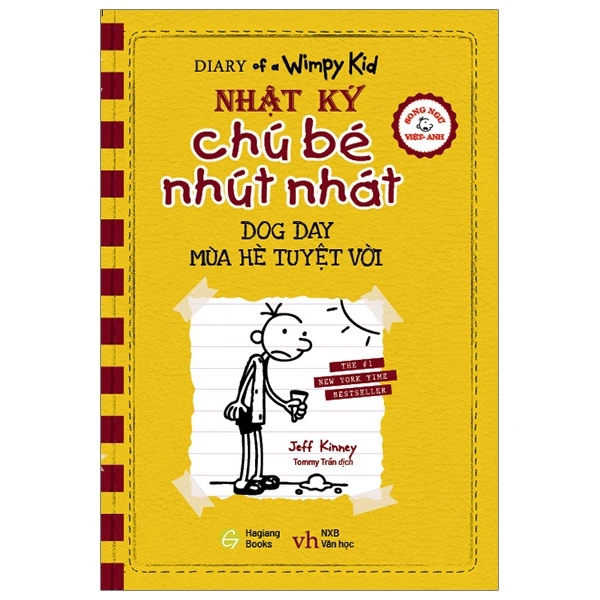 DIARY of a Wimpy Kid
NHẬT KÝ
chú bé
nhút nhát
SONG NGỮ
VIỆT- ANH
DOG DAY
MÙA HÈ TUYỆT VỜI
THE #1
NEW YORK TIME
BESTSELLER
Jeff Kinney
Tommy Trần dịch
Hagiang
Books
vh
NXB
Văn học